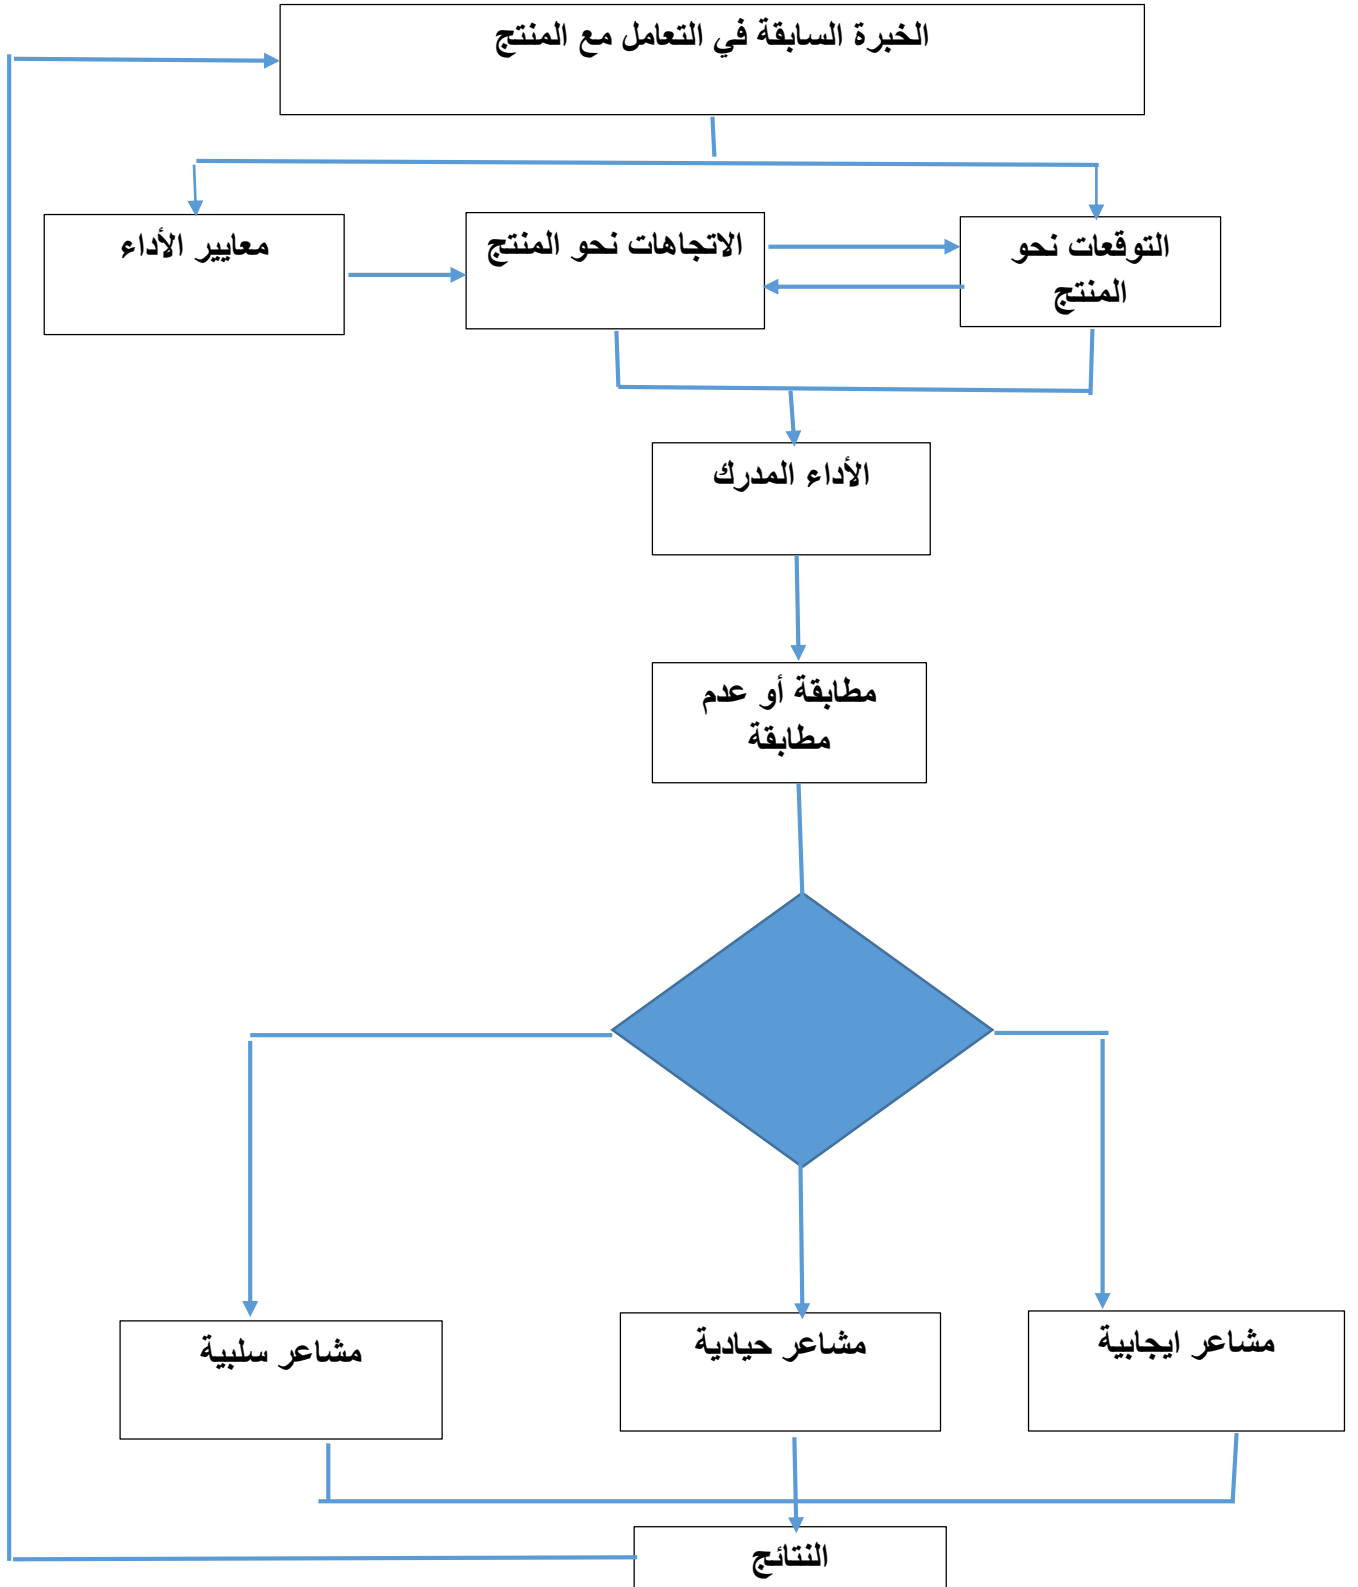 الخبرة السابقة في التعامل مع المنتج
التوقعات نحو
المنتج
الاتجاهات نحو المنتج
معايير الأداء
الأداء المدرك
مطابقة أو عدم
مطابقة
مشاعر ايجابية
مشاعر حيادية
مشاعر سلبية
النتائج